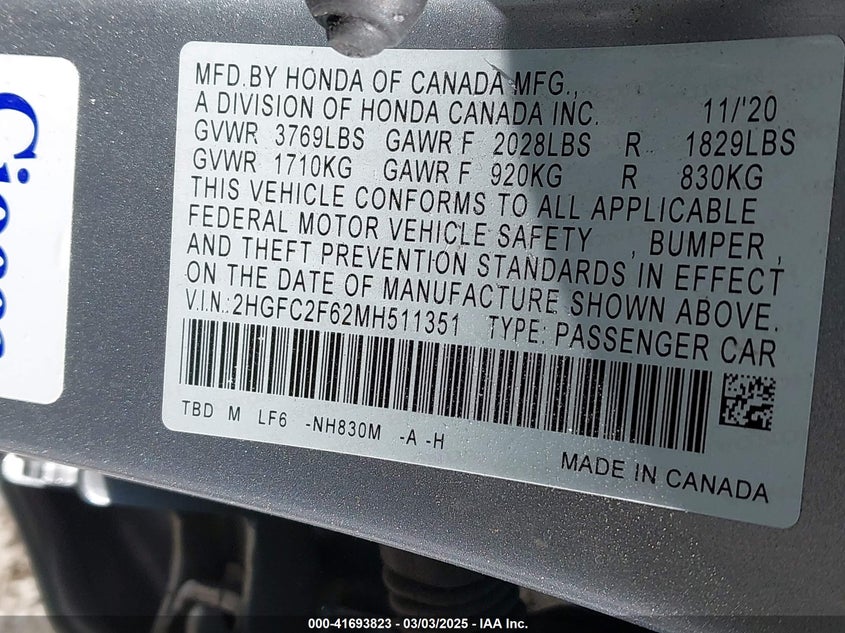 MFD.BY HONDA OF CANADA MFG.,
A DIVISION OF HONDA CANADA INC. 11/'20
GVWR 3769LBS GAWR F 2028LBS R 1829LBS
GVWR 1710KG GAWR F 920KG R 830KG
THIS VEHICLE CONFORMS TO ALL APPLICABLE
FEDERAL MOTOR VEHICLE SAFETY , BUMPER ,
AND THEFT PREVENTION STANDARDS IN EFFECT
ON THE DATE OF MANUFACTURE SHOWN ABOVE.
V.I.N.:2HGFC2F62MH511351 TYPE: PASSENGER CAR
TBD M LF6 -NH830M -A -H
MADE IN CANADA
000-41693823 - 03/03/2025 - IAA Inc.